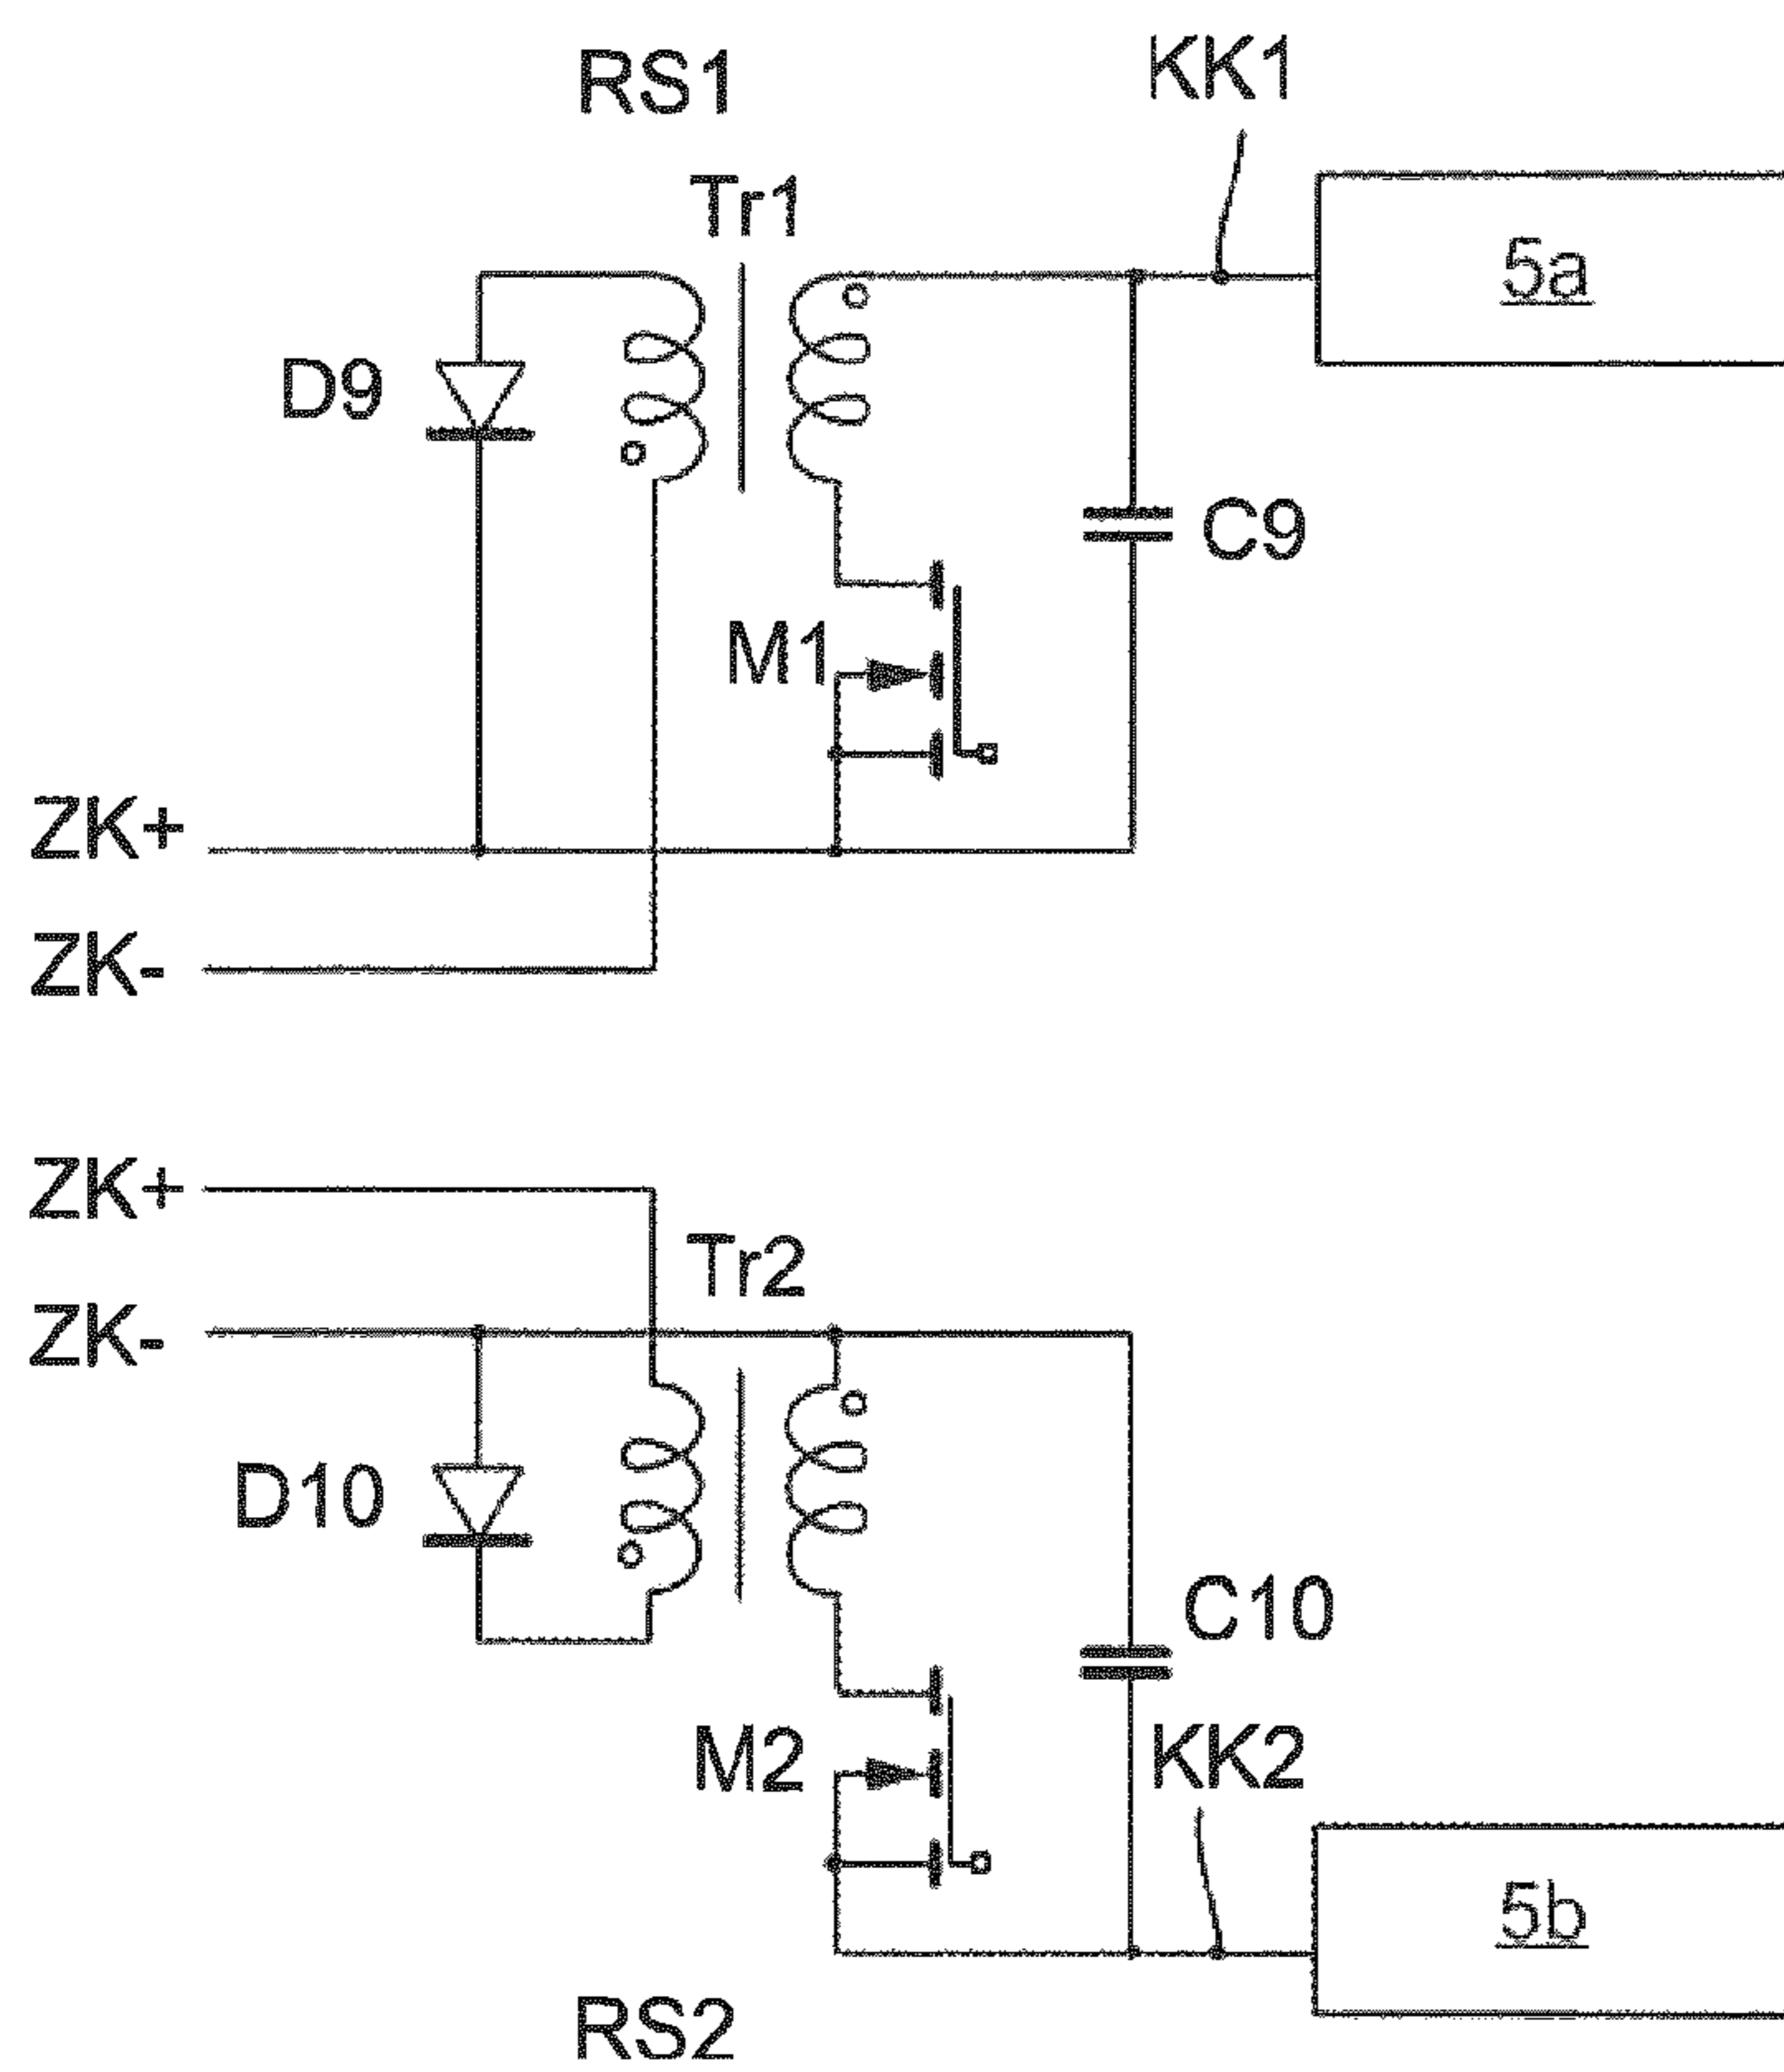 RS1
KK1
Tr1
5a
D9
C9
M1
ZK+
ZK-
ZK+
Tr2
ZK-
D10
C10
M2
KK2
5b
RS2